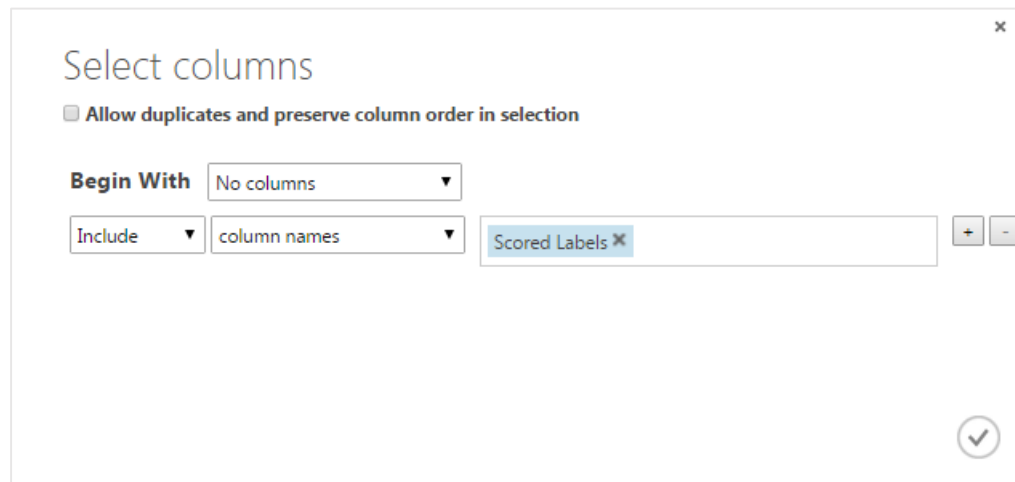 ×
Select columns
Allow duplicates and preserve column order in selection
Begin With No columns
Include column names Scored Labels × + -